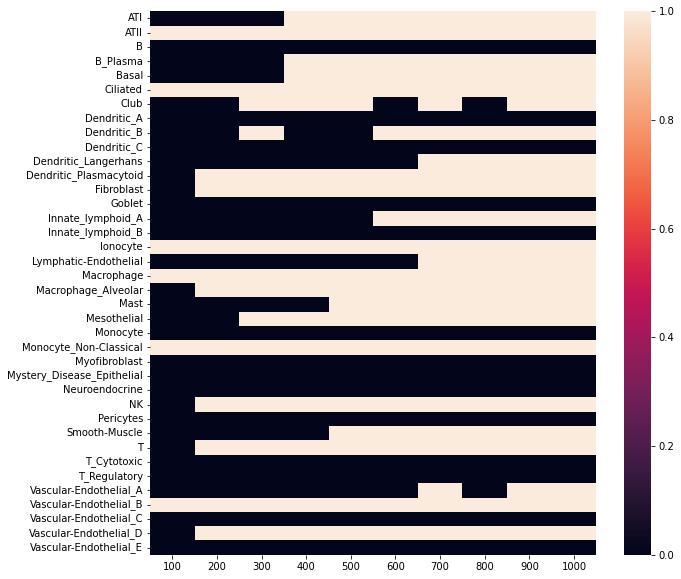 ATI
ATII
B
B_Plasma
Basal
Ciliated
Club
Dendritic_A
Dendritic_B
Dendritic_C
Dendritic_Langerhans
Dendritic_Plasmacytoid
Fibroblast
Goblet
Innate_lymphoid_A
Innate_lymphoid_B
Ionocyte
Lymphatic-Endothelial
Macrophage
Macrophage_Alveolar
Mast
Mesothelial
Monocyte
Monocyte_Non-Classical
Myofibroblast
Mystery_Disease_Epithelial
Neuroendocrine
NK
Pericytes
Smooth-Muscle
T
T_Cytotoxic
T_Regulatory
Vascular-Endothelial_A
Vascular-Endothelial_B
Vascular-Endothelial_C
Vascular-Endothelial_D
Vascular-Endothelial_E
100 200 300 400 500 600 700 800 900 1000
1.0
0.8
0.6
0.4
0.2
0.0